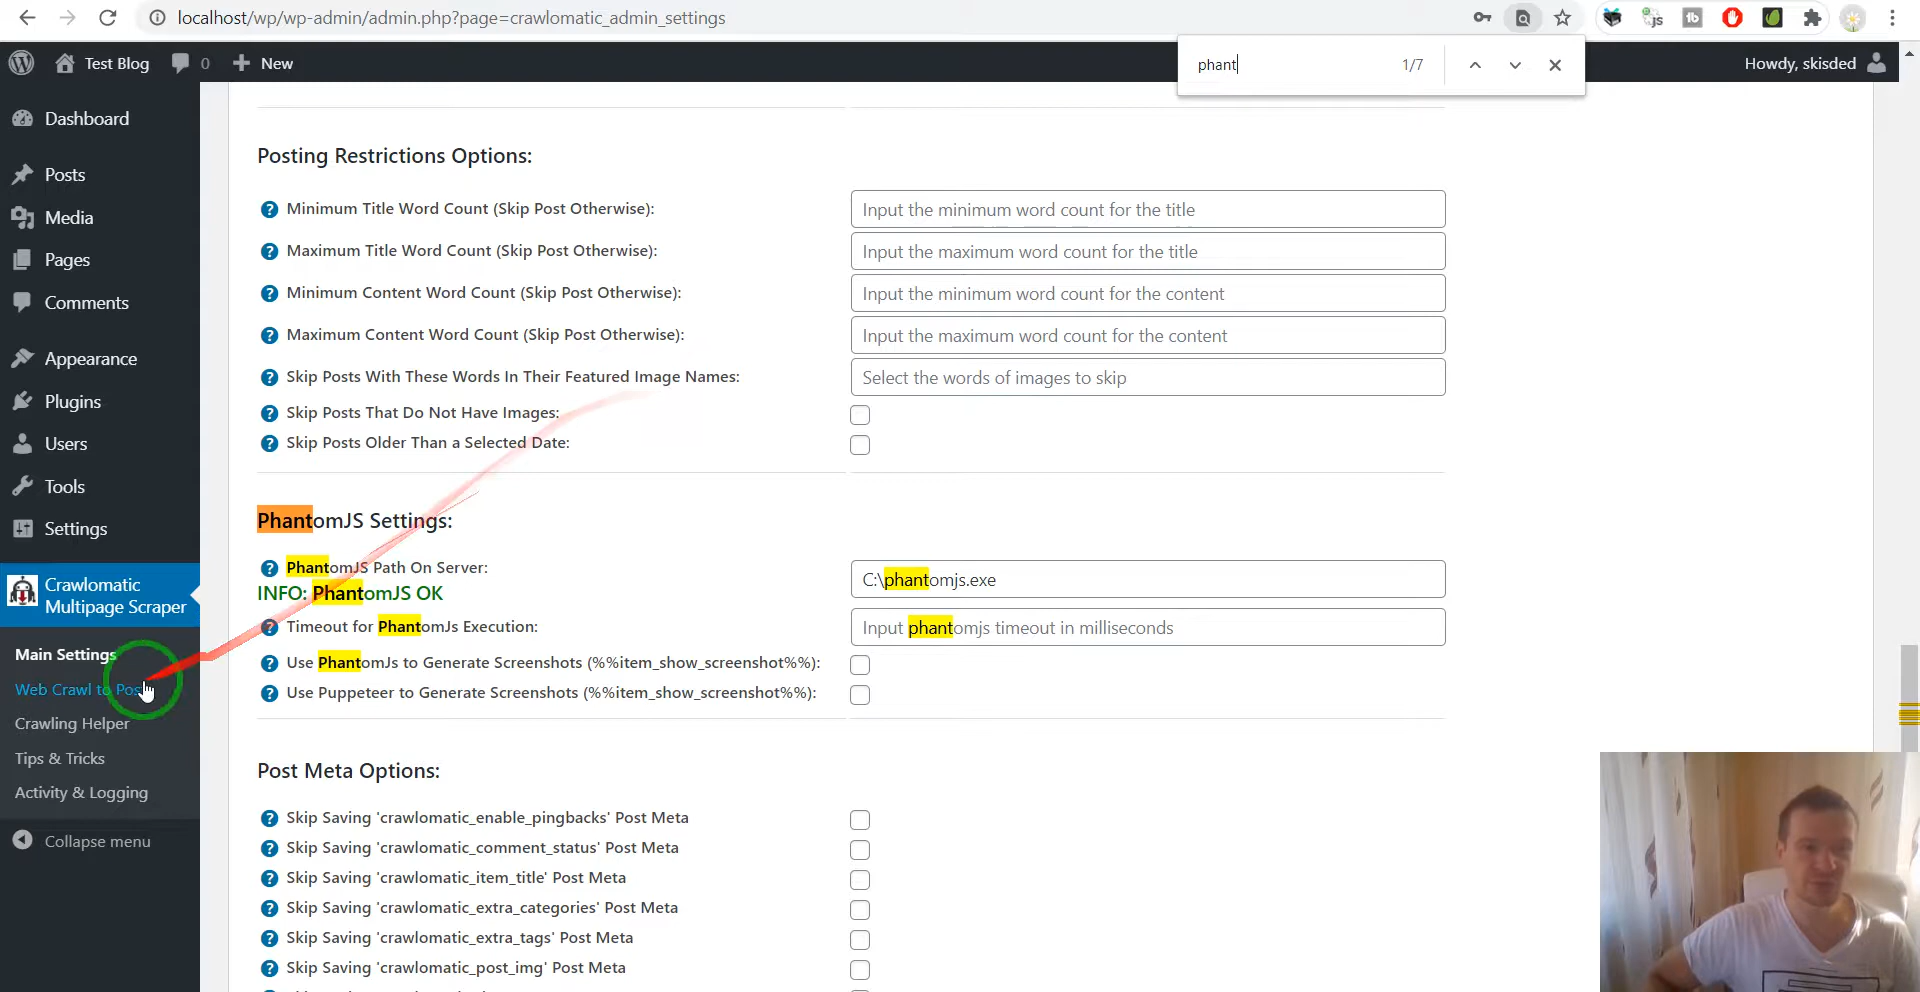 localhost/wp/wp-admin/admin.php?page=crawlomatic_admin_settings
phant 1/7
Test Blog 0 New Howdy, skisded
Dashboard
Posts
Media
Pages
Comments
Appearance
Plugins
Users
Tools
Settings
Crawlomatic
Multipage Scraper
Main Settings
Web Crawl to Pos
Crawling Helper
Tips & Tricks
Activity & Logging
Collapse menu
Posting Restrictions Options:
Minimum Title Word Count (Skip Post Otherwise): Input the minimum word count for the title
Maximum Title Word Count (Skip Post Otherwise): Input the maximum word count for the title
Minimum Content Word Count (Skip Post Otherwise): Input the minimum word count for the content
Maximum Content Word Count (Skip Post Otherwise): Input the maximum word count for the content
Skip Posts With These Words In Their Featured Image Names: Select the words of images to skip
Skip Posts That Do Not Have Images:
Skip Posts Older Than a Selected Date:
PhantomJS Settings:
PhantomJS Path On Server: C:\phantomjs.exe
INFO: PhantomJS OK
Timeout for PhantomJs Execution: Input phantomjs timeout in milliseconds
Use PhantomJs to Generate Screenshots (%%item_show_screenshot%%):
Use Puppeteer to Generate Screenshots (%%item_show_screenshot%%):
Post Meta Options:
Skip Saving 'crawlomatic_enable_pingbacks' Post Meta
Skip Saving 'crawlomatic_comment_status' Post Meta
Skip Saving 'crawlomatic_item_title' Post Meta
Skip Saving 'crawlomatic_extra_categories' Post Meta
Skip Saving 'crawlomatic_extra_tags' Post Meta
Skip Saving 'crawlomatic_post_img' Post Meta